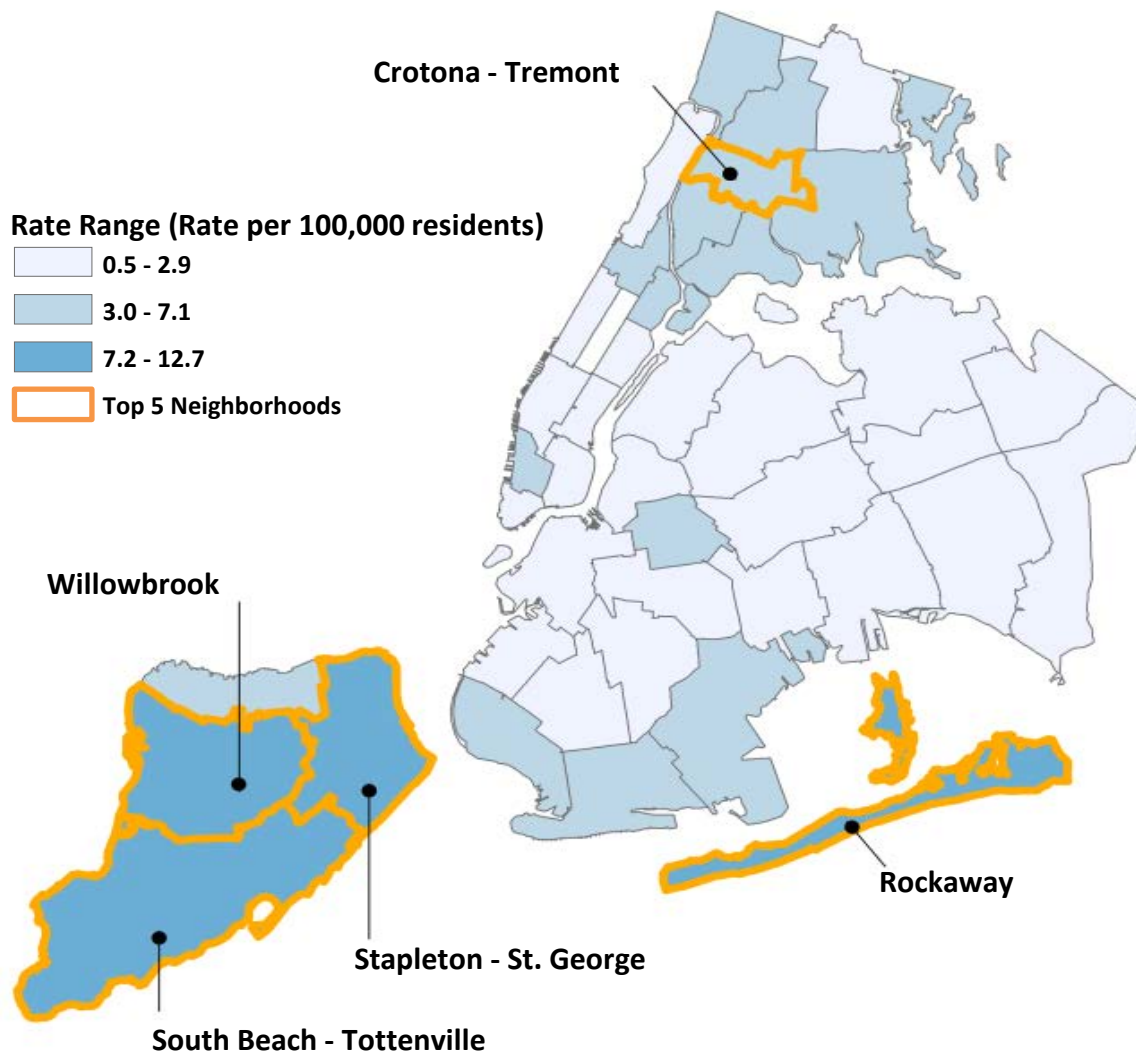 Crotona - Tremont
Rate Range (Rate per 100,000 residents)
0.5 - 2.9
3.0 - 7.1
7.2 - 12.7
Top 5 Neighborhoods
Willowbrook
Rockaway
Stapleton - St. George
South Beach - Tottenville